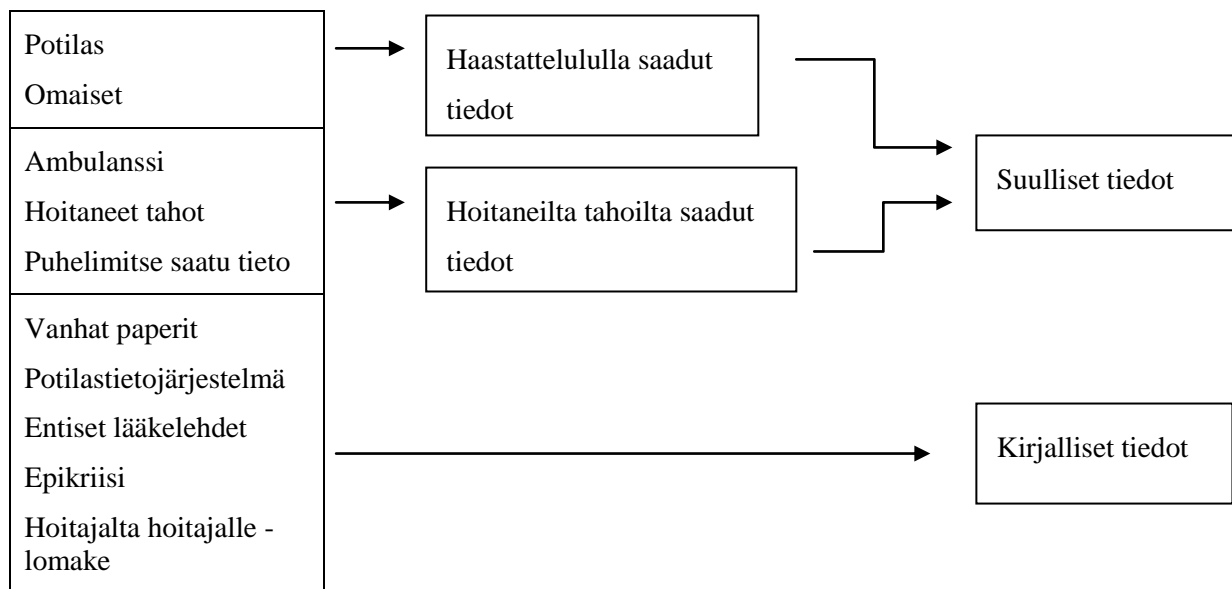 Potilas
Omaiset
Ambulanssi
Hoitaneet tahot
Puhelimitse saatu tieto
Vanhat paperit
Potilastietojärjestelmä
Entiset lääkelehdet
Epikriisi
Hoitajalta hoitajalle -
lomake
Haastattelululla saadut
tiedot
Hoitaneilta tahoilta saadut
tiedot
Suulliset tiedot
Kirjalliset tiedot